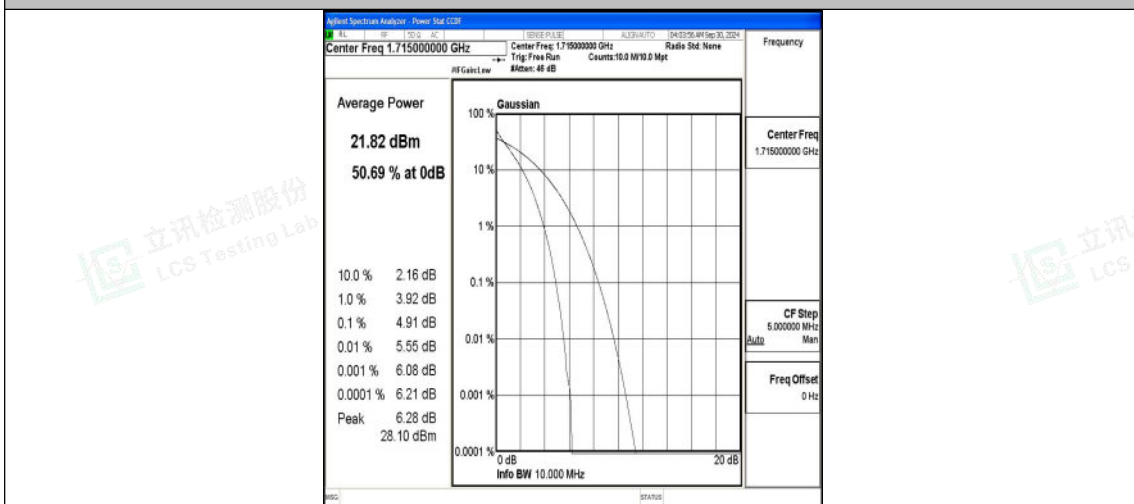 Agilent Spectrum Analyzer - Power Stat CCDF
RL RF 50 Ω AC SENSE:PULSE ALIGNAUTO 04:03:56 AM Sep 30, 2024
Center Freq 1.715000000 GHz
Center Freq: 1.715000000 GHz Radio Std: None
Trig: Free Run Counts:10.0 M/10.0 Mpt
#IFGain:Low #Atten: 46 dB
Frequency
Average Power
21.82 dBm
50.69 % at 0dB
10.0 % 2.16 dB
1.0 % 3.92 dB
0.1 % 4.91 dB
0.01 % 5.55 dB
0.001 % 6.08 dB
0.0001 % 6.21 dB
Peak 6.28 dB
28.10 dBm
Gaussian
100 %
10 %
1 %
0.1 %
0.01 %
0.001 %
0.0001 %
0 dB 20 dB
Info BW 10.000 MHz
Center Freq
1.715000000 GHz
CF Step
5.000000 MHz
Auto Man
Freq Offset
0 Hz
MSG STATUS
立讯检测股份
LCS Testing Lab
立讯
LCS